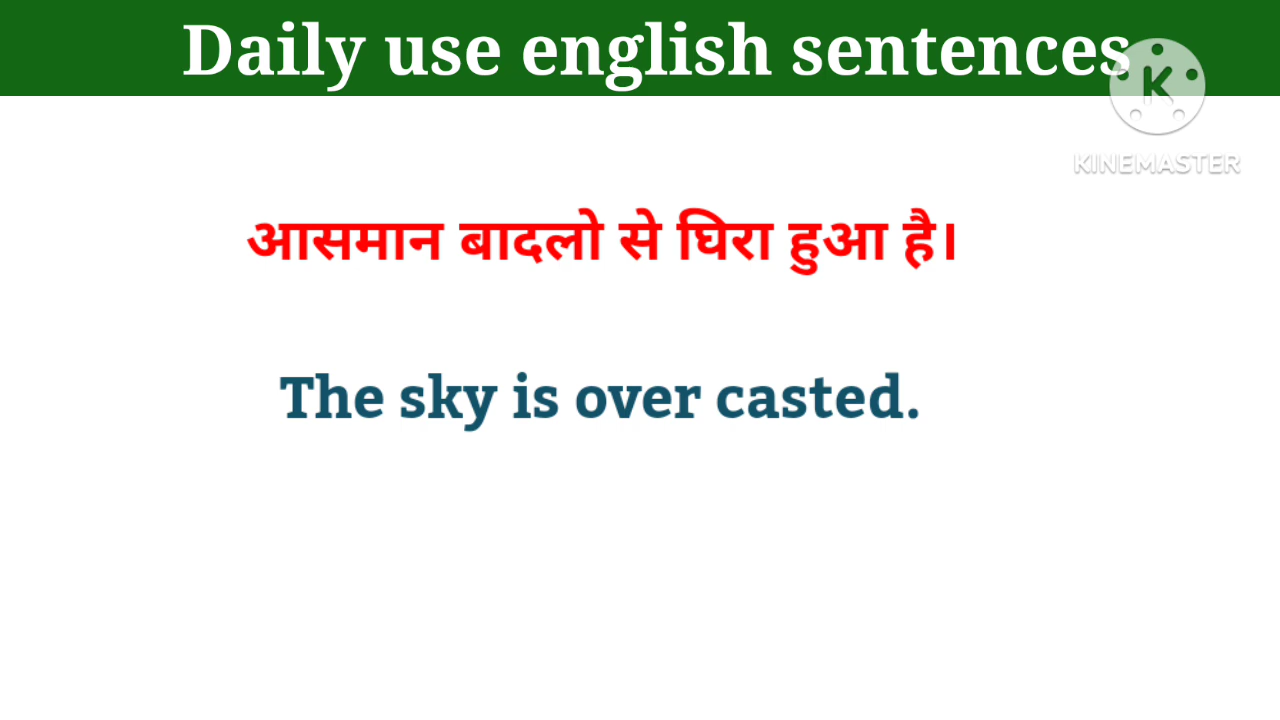 Daily use english sentences
KINEMASTER
आसमान बादलो से घिरा हुआ है।
The sky is over casted.